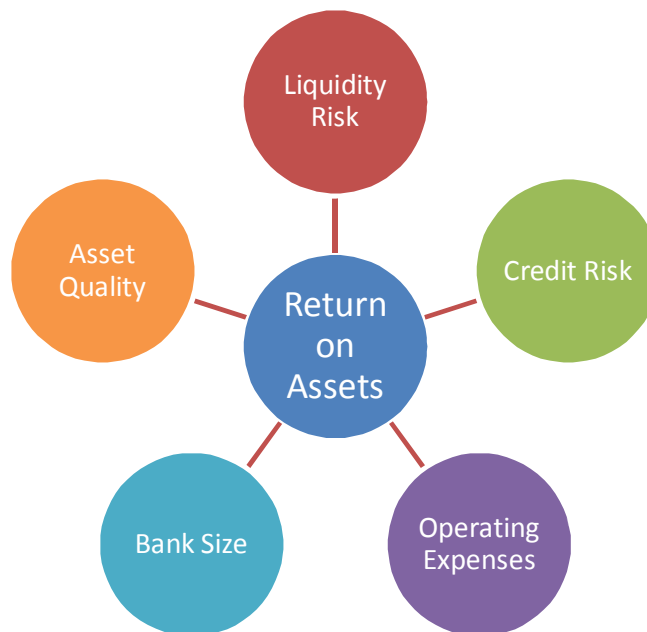 Liquidity
Risk
Asset
Quality
Credit Risk
Return
on
Assets
Bank Size
Operating
Expenses